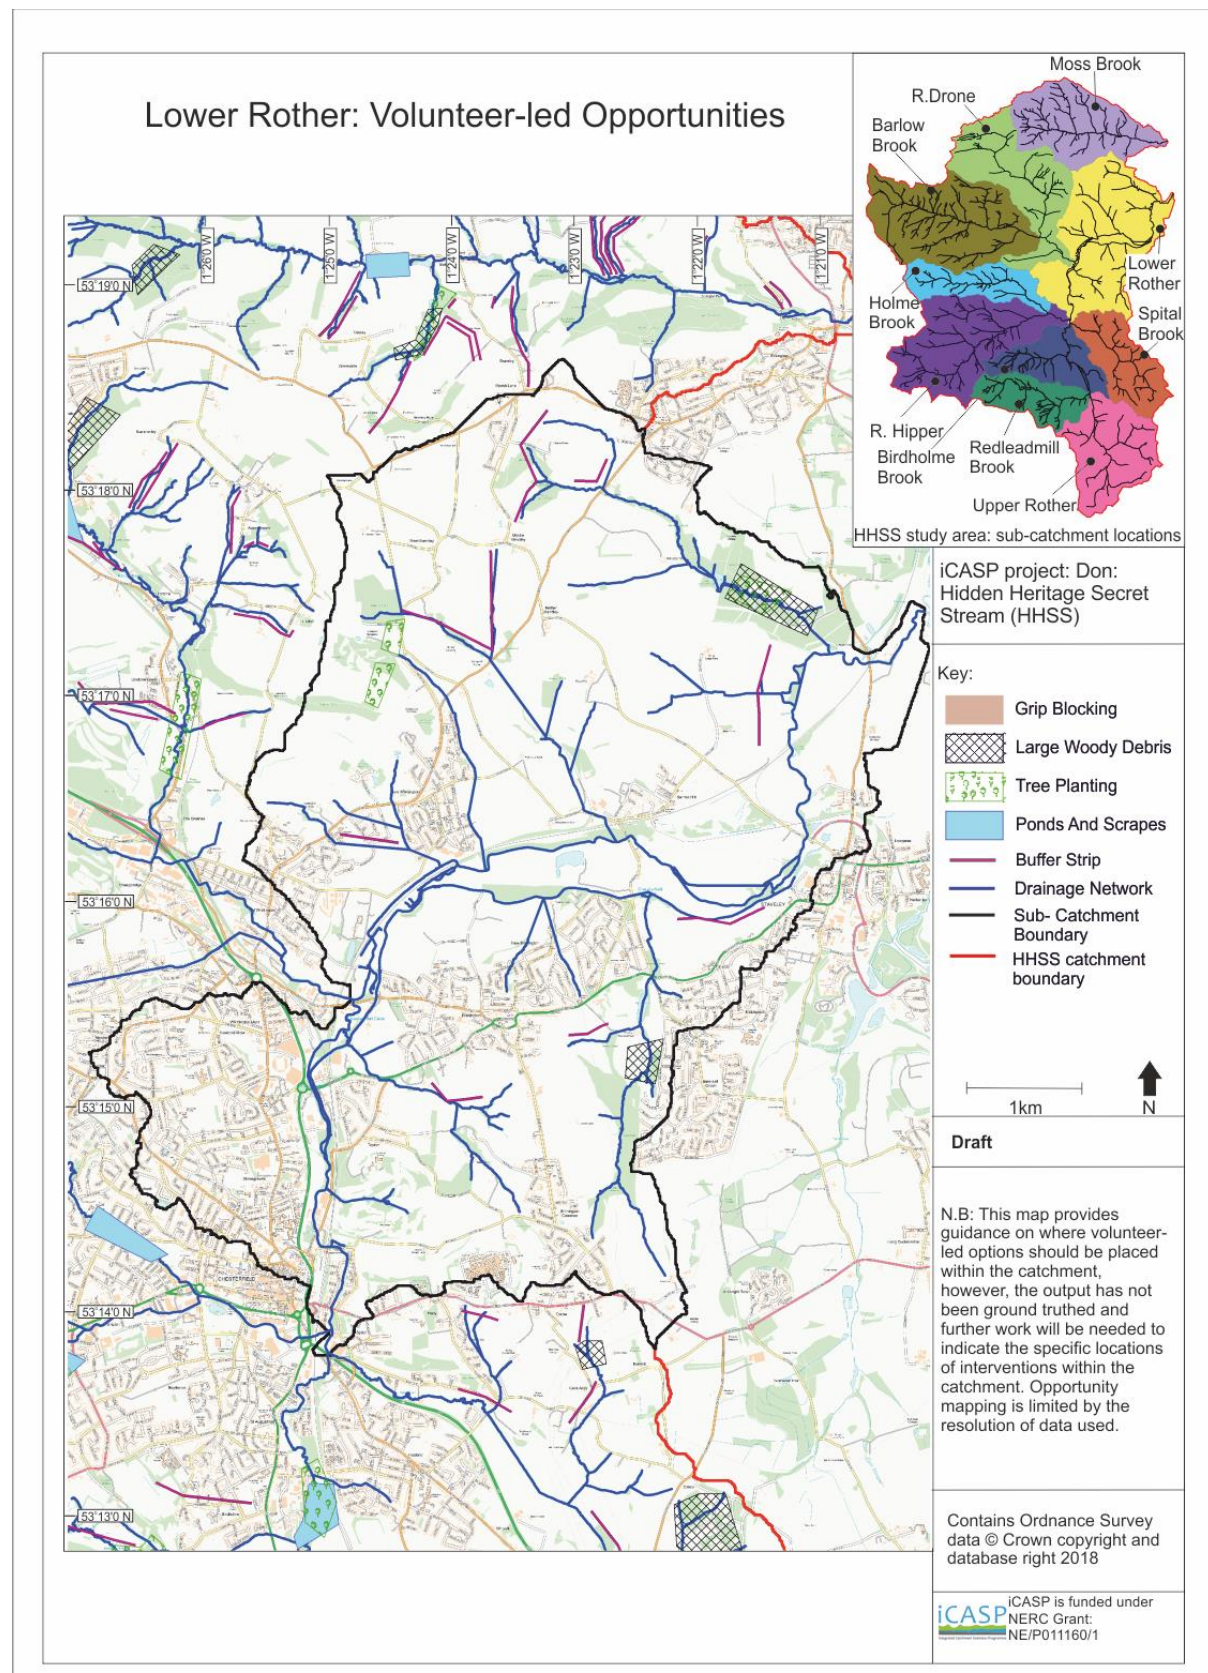 Lower Rother: Volunteer-led Opportunities
Moss Brook
R.Drone
Barlow
Brook
Lower
Rother
Holme
Brook
Spital
Brook
R. Hipper
Birdholme
Brook
Redleadmill
Brook
Upper Rother
HHSS study area: sub-catchment locations
1°26'0 W
1°25'0 W
1°24'0 W
1°23'0 W
1°22'0 W
1°21'0 W
53°19'0 N
53°18'0 N
53°17'0 N
53°16'0 N
53°15'0 N
53°14'0 N
53°13'0 N
STAVELEY
CHESTERFIELD
iCASP project: Don:
Hidden Heritage Secret
Stream (HHSS)
Key:
Grip Blocking
Large Woody Debris
Tree Planting
Ponds And Scrapes
Buffer Strip
Drainage Network
Sub- Catchment
Boundary
HHSS catchment
boundary
1km
N
Draft
N.B: This map provides
guidance on where volunteer-
led options should be placed
within the catchment,
however, the output has not
been ground truthed and
further work will be needed to
indicate the specific locations
of interventions within the
catchment. Opportunity
mapping is limited by the
resolution of data used.
Contains Ordnance Survey
data © Crown copyright and
database right 2018
iCASP
iCASP is funded under
NERC Grant:
NE/P011160/1